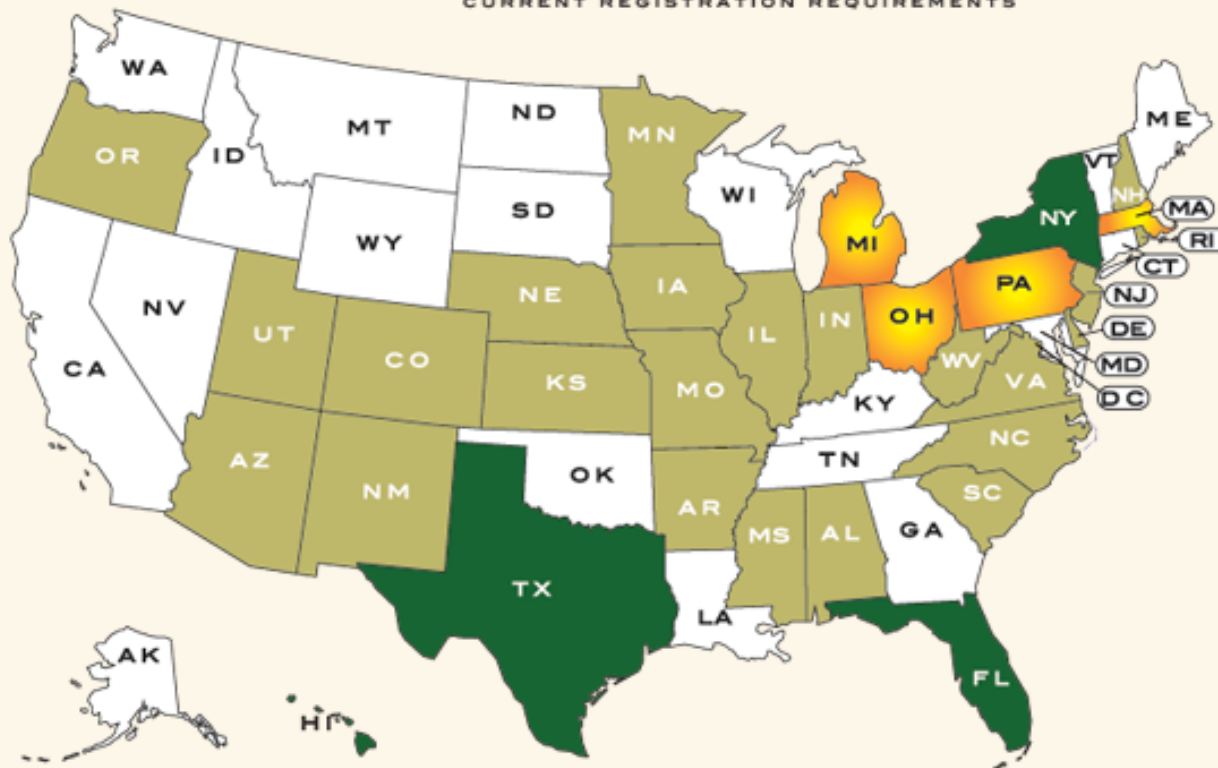 CURRENT REGISTRATION REQUIREMENTS
WA
MT
ND
MN
ME
OR
ID
VT
WI
NH
SD
MA
WY
NY
MI
RI
CT
NE
IA
PA
NJ
NV
OH
IN
UT
IL
DE
CO
WV
MD
CA
KS
MO
VA
DC
KY
NC
AZ
TN
OK
NM
SC
AR
MS
AL
GA
TX
LA
AK
FL
HI